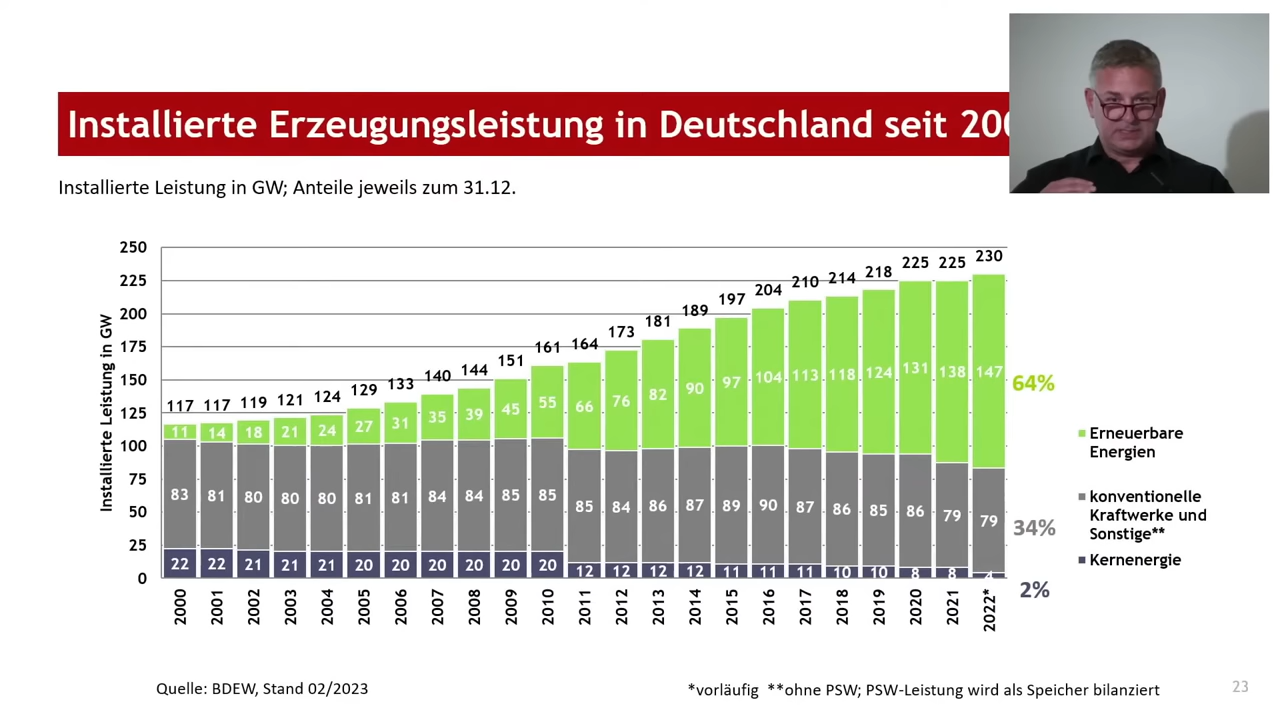 Installierte Erzeugungsleistung in Deutschland seit
Installierte Leistung in GW; Anteile jeweils zum 31.12.
Installierte Leistung in GW
250
225
200
175
150
125
100
75
50
25
0
117 117 119 121 124 129 133 140 144 151 161 164 173 181 189 197 204 210 214 218 225 225 230
11 14 18 21 24 27 31 35 39 45 55 66 76 82 90 97 104 113 118 124 131 138 147
83 81 80 80 80 81 81 84 84 85 85 85 84 86 87 89 90 87 86 85 86 79 79
22 22 21 21 21 20 20 20 20 20 20 12 12 12 12 11 11 11 10 10 8 8 4
2000 2001 2002 2003 2004 2005 2006 2007 2008 2009 2010 2011 2012 2013 2014 2015 2016 2017 2018 2019 2020 2021 2022*
64%
34%
2%
Erneuerbare
Energien
konventionelle
Kraftwerke und
Sonstige**
Kernenergie
Quelle: BDEW, Stand 02/2023
*vorläufig **ohne PSW; PSW-Leistung wird als Speicher bilanziert
23